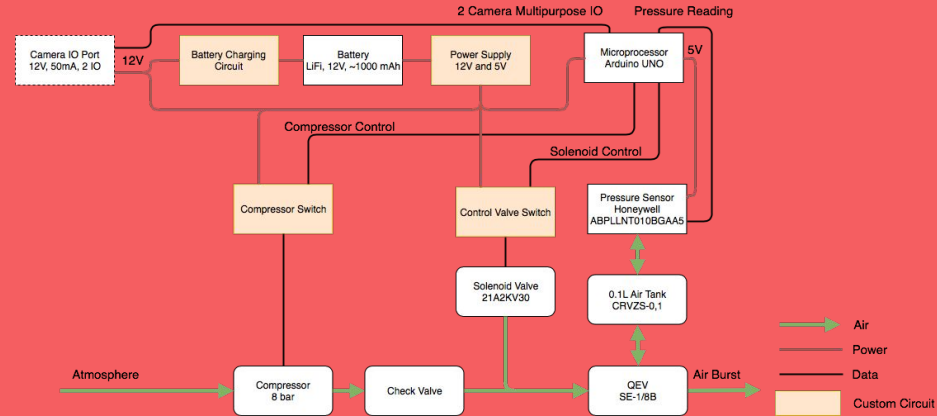 2 Camera Multipurpose IO
Pressure Reading
Camera IO Port
12V, 50mA, 2 IO
12V
Battery Charging
Circuit
Battery
LiFi, 12V, ~1000 mAh
Power Supply
12V and 5V
Microprocessor
Arduino UNO
5V
Compressor Control
Solenoid Control
Compressor Switch
Control Valve Switch
Pressure Sensor
Honeywell
ABPLLNT010BGAA5
Solenoid Valve
21A2KV30
0.1L Air Tank
CRVZS-0,1
Atmosphere
Compressor
8 bar
Check Valve
QEV
SE-1/8B
Air Burst
Air
Power
Data
Custom Circuit